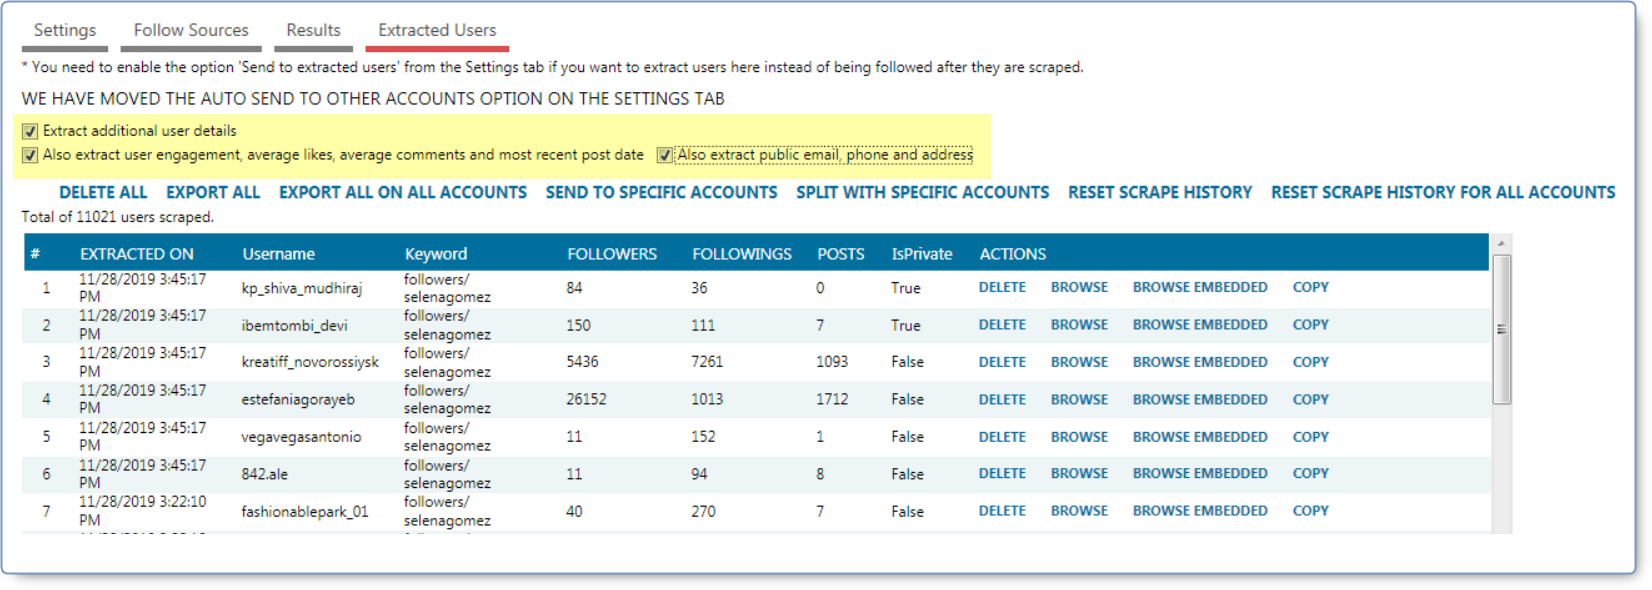 Settings Follow Sources Results Extracted Users
* You need to enable the option 'Send to extracted users' from the Settings tab if you want to extract users here instead of being followed after they are scraped.
WE HAVE MOVED THE AUTO SEND TO OTHER ACCOUNTS OPTION ON THE SETTINGS TAB
Extract additional user details
Also extract user engagement, average likes, average comments and most recent post date Also extract public email, phone and address
DELETE ALL EXPORT ALL EXPORT ALL ON ALL ACCOUNTS SEND TO SPECIFIC ACCOUNTS SPLIT WITH SPECIFIC ACCOUNTS RESET SCRAPE HISTORY RESET SCRAPE HISTORY FOR ALL ACCOUNTS
Total of 11021 users scraped.
# EXTRACTED ON Username Keyword FOLLOWERS FOLLOWINGS POSTS IsPrivate ACTIONS
11/28/2019 3:45:17 followers/
1 kp_shiva_mudhiraj 84 36 0 True DELETE BROWSE BROWSE EMBEDDED COPY
PM selenagomez
11/28/2019 3:45:17 followers/
2 ibemtombi_devi 150 111 7 True DELETE BROWSE BROWSE EMBEDDED COPY
PM selenagomez
11/28/2019 3:45:17 followers/
3 kreatiff_novorossiysk 5436 7261 1093 False DELETE BROWSE BROWSE EMBEDDED COPY
PM selenagomez
11/28/2019 3:45:17 followers/
4 estefaniagorayeb 26152 1013 1712 False DELETE BROWSE BROWSE EMBEDDED COPY
PM selenagomez
11/28/2019 3:45:17 followers/
5 vegavegasantonio 11 152 1 False DELETE BROWSE BROWSE EMBEDDED COPY
PM selenagomez
11/28/2019 3:45:17 followers/
6 842.ale 11 94 8 False DELETE BROWSE BROWSE EMBEDDED COPY
PM selenagomez
11/28/2019 3:22:10 followers/
7 fashionablepark_01 40 270 7 False DELETE BROWSE BROWSE EMBEDDED COPY
PM selenagomez